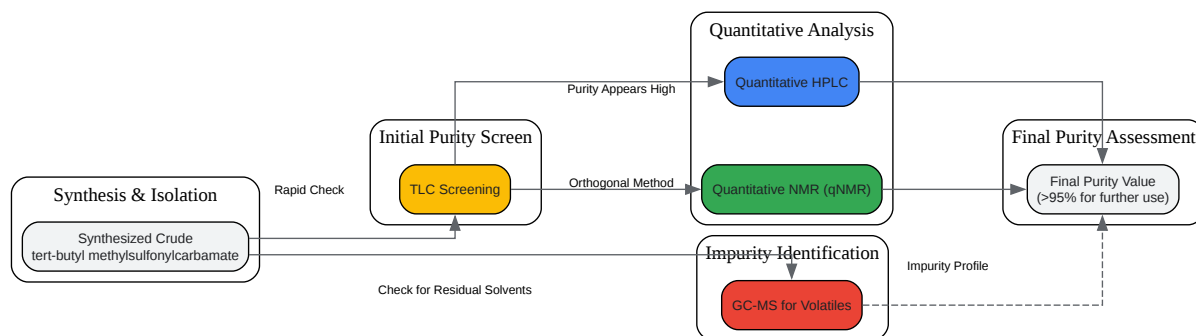 Quantitative Analysis
Quantitative HPLC
Purity Appears High
Initial Purity Screen
Final Purity Assessment
Rapid Check
TLC Screening
Orthogonal Method
Quantitative NMR (qNMR)
Final Purity Value
(>95% for further use)
Synthesis & Isolation
Synthesized Crude
tert-butyl methylsulfonylcarbamate
Impurity Identification
Impurity Profile
Check for Residual Solvents
GC-MS for Volatiles